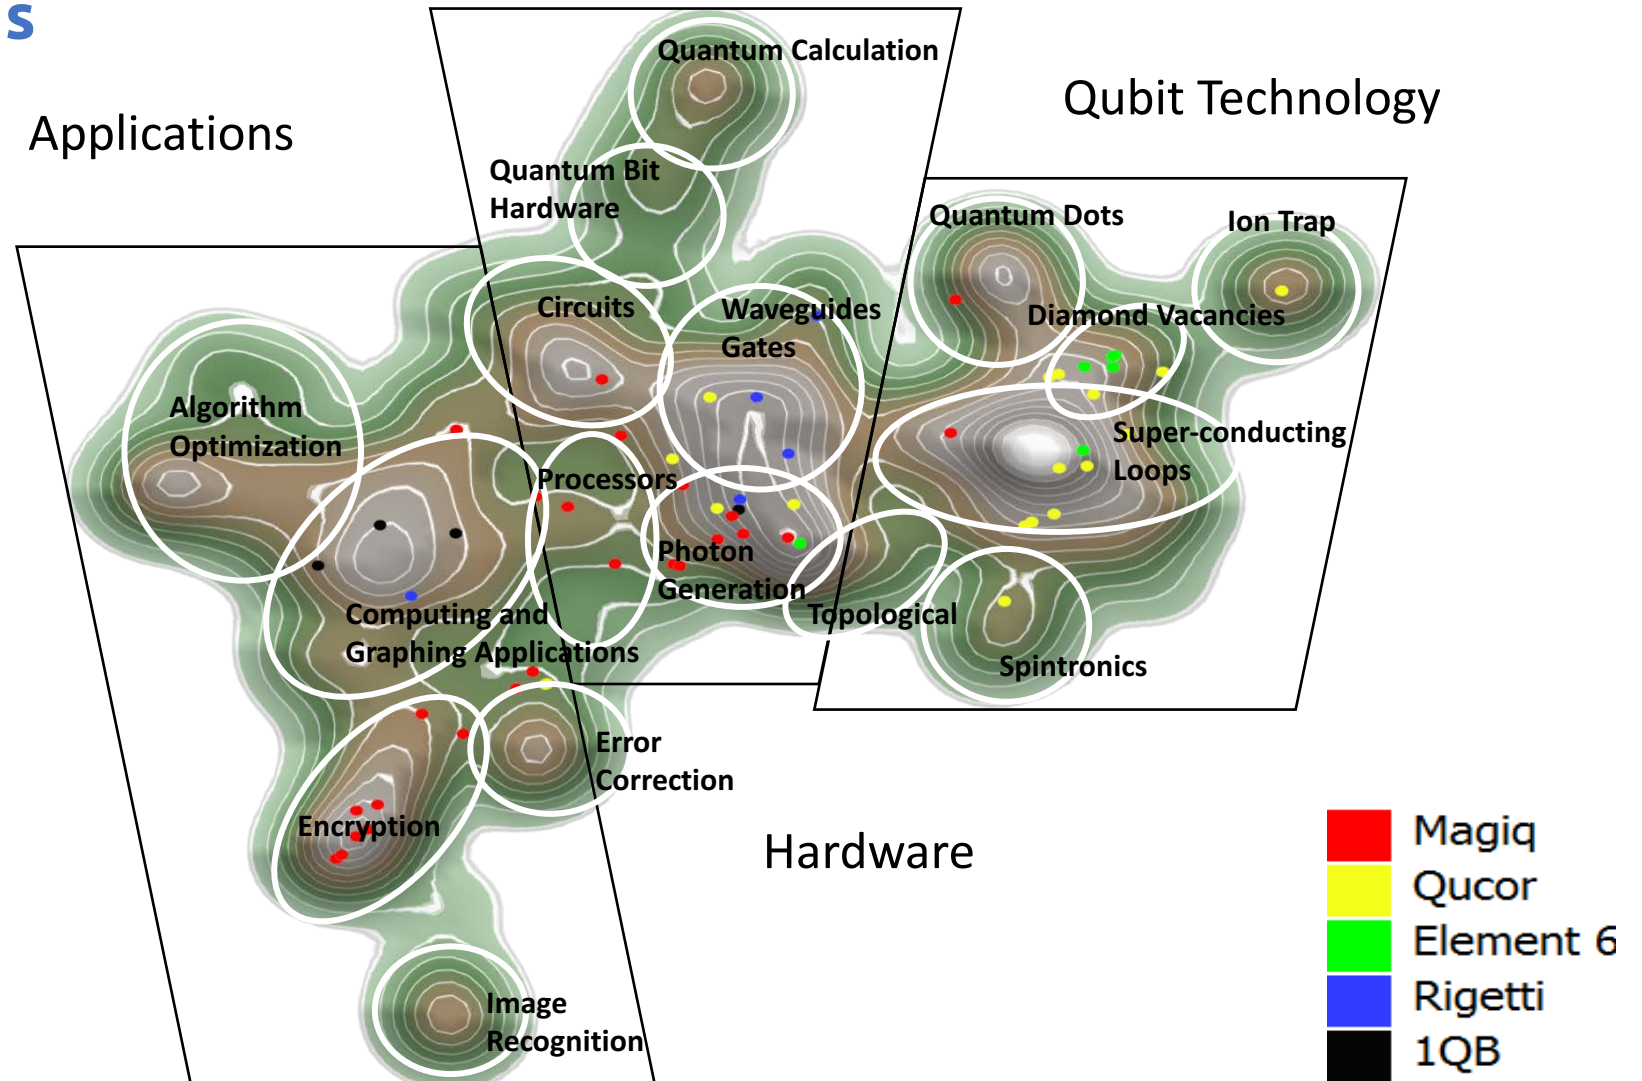 s
Applications
Qubit Technology
Quantum Calculation
Quantum Bit
Hardware
Quantum Dots
Ion Trap
Circuits
Waveguides
Gates
Diamond Vacancies
Algorithm
Optimization
Super-conducting
Loops
Processors
Photon
Generation
Topological
Computing and
Graphing Applications
Spintronics
Error
Correction
Encryption
Hardware
Image
Recognition
Magiq
Qucor
Element 6
Rigetti
1QB